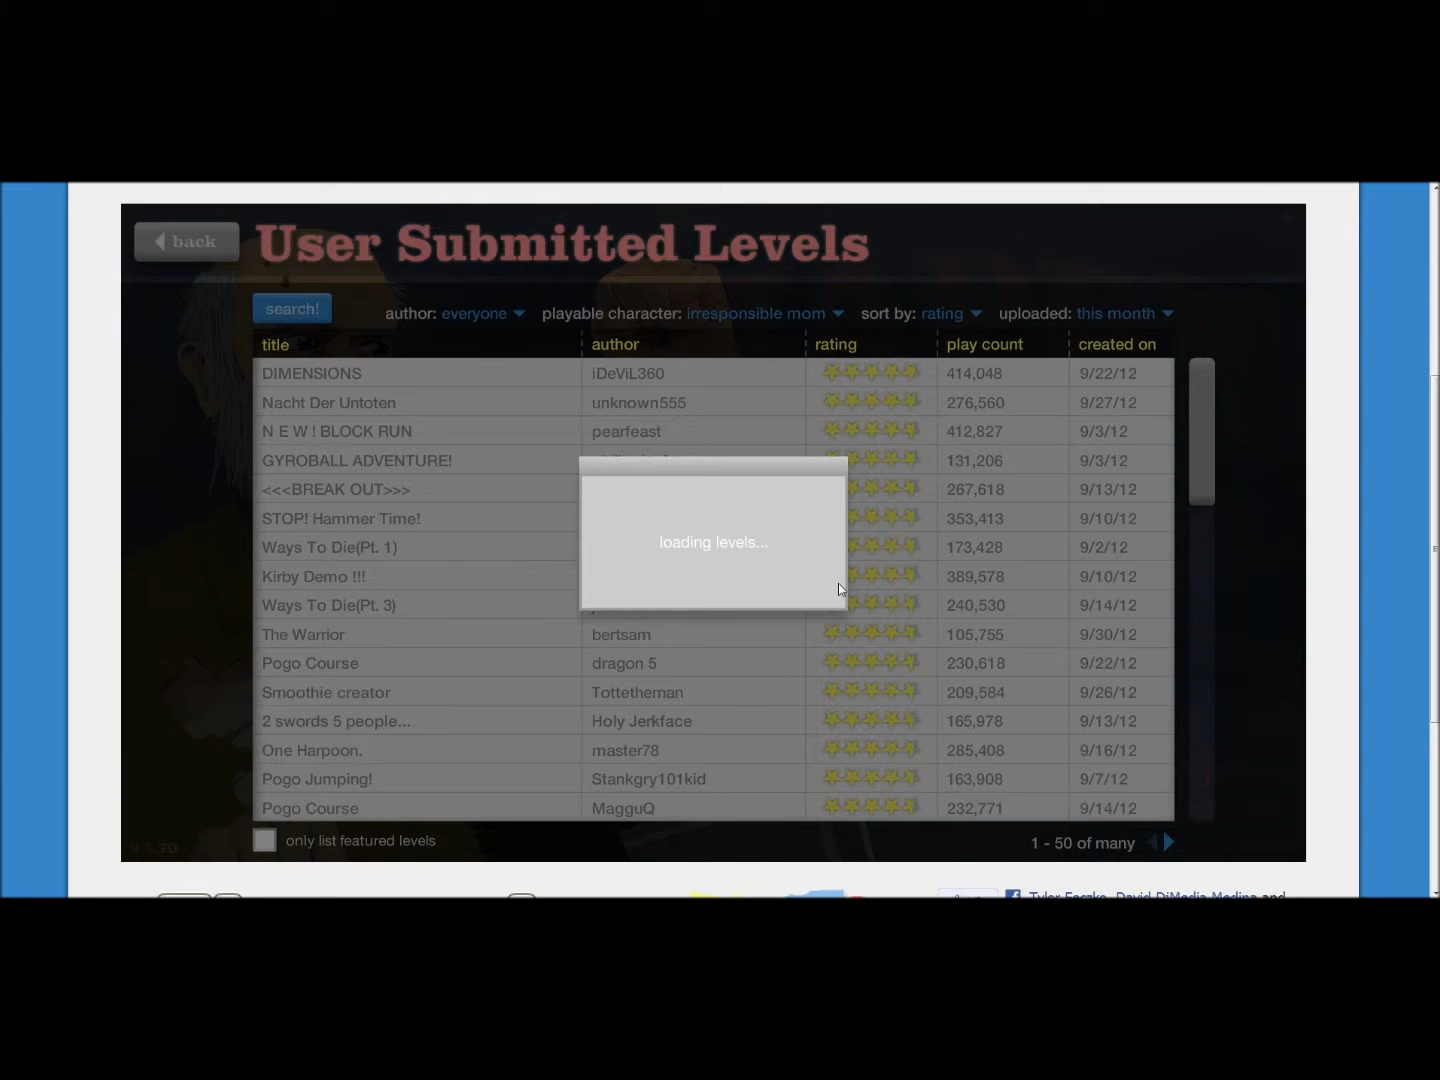 back
User Submitted Levels
search!
author: everyone
playable character: irresponsible mom
sort by: rating
uploaded: this month
title author rating play count created on
DIMENSIONS iDeViL360 414,048 9/22/12
Nacht Der Untoten unknown555 276,560 9/27/12
N E W ! BLOCK RUN pearfeast 412,827 9/3/12
GYROBALL ADVENTURE! 131,206 9/3/12
<<<BREAK OUT>>> 267,618 9/13/12
STOP! Hammer Time! 353,413 9/10/12
Ways To Die(Pt. 1) 173,428 9/2/12
loading levels...
Kirby Demo !!! 389,578 9/10/12
Ways To Die(Pt. 3) 240,530 9/14/12
The Warrior bertsam 105,755 9/30/12
Pogo Course dragon 5 230,618 9/22/12
Smoothie creator Tottetheman 209,584 9/26/12
2 swords 5 people... Holy Jerkface 165,978 9/13/12
One Harpoon. master78 285,408 9/16/12
Pogo Jumping! Stankgry101kid 163,908 9/7/12
Pogo Course MagguQ 232,771 9/14/12
only list featured levels
1 - 50 of many
v 1.70
Tyler Feczko, David DiMedia Medina and